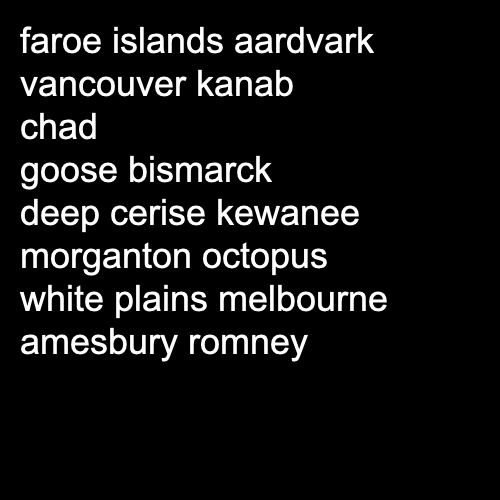 faroe islands aardvark
vancouver kanab
chad
goose bismarck
deep cerise kewanee
morganton octopus
white plains melbourne
amesbury romney